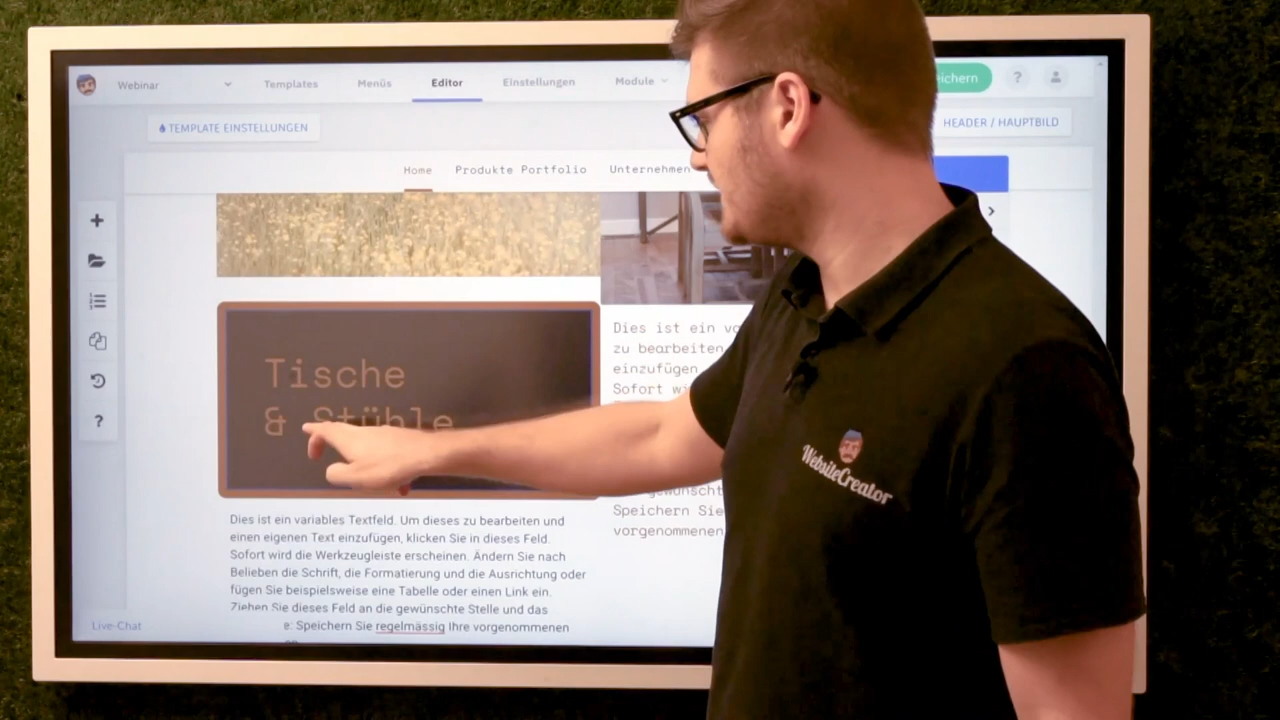 Webinar
Templates
Menüs
Editor
Einstellungen
Module
eichern
?
TEMPLATE EINSTELLUNGEN
HEADER / HAUPTBILD
Home
Produkte Portfolio
Unternehmen
Tische
& Stühle
?
Dies ist ein
zu bearbeiten
einzufügen
Sofort
gewünscht
Speichern Sie
vorgenommenen
Dies ist ein variables Textfeld. Um dieses zu bearbeiten und
einen eigenen Text einzufügen, klicken Sie in dieses Feld.
Sofort wird die Werkzeugleiste erscheinen. Ändern Sie nach
Belieben die Schrift, die Formatierung und die Ausrichtung oder
fügen Sie beispielsweise eine Tabelle oder einen Link ein.
Ziehen Sie dieses Feld an die gewünschte Stelle und das
e: Speichern Sie regelmässig Ihre vorgenommenen
Live-Chat
WebsiteCreator